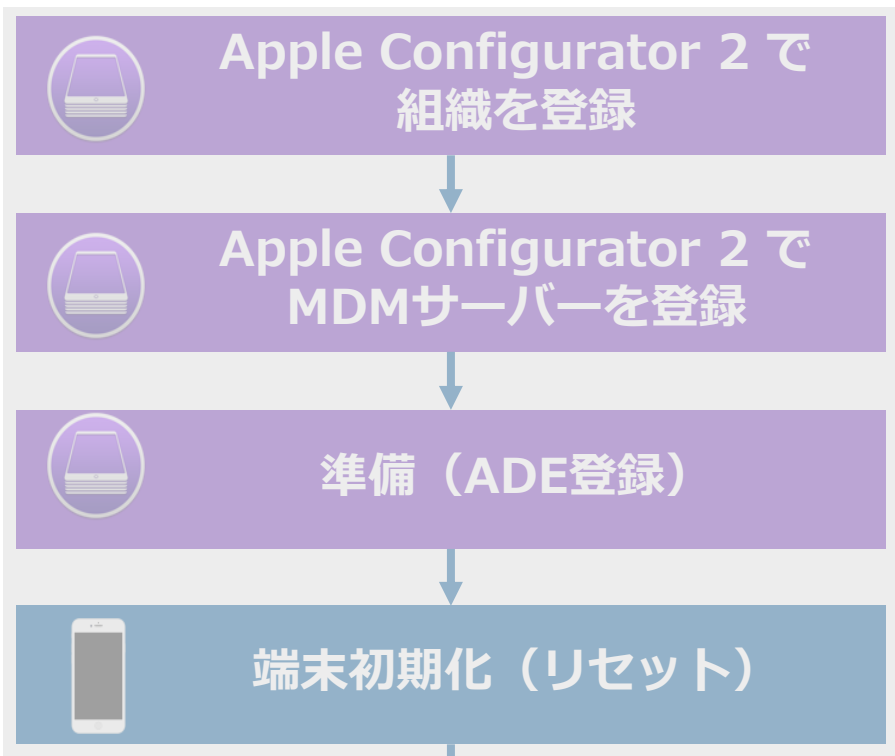 Apple Configurator 2 で
組織を登録
Apple Configurator 2 で
MDMサーバーを登録
準備（ADE登録）
端末初期化（リセット）